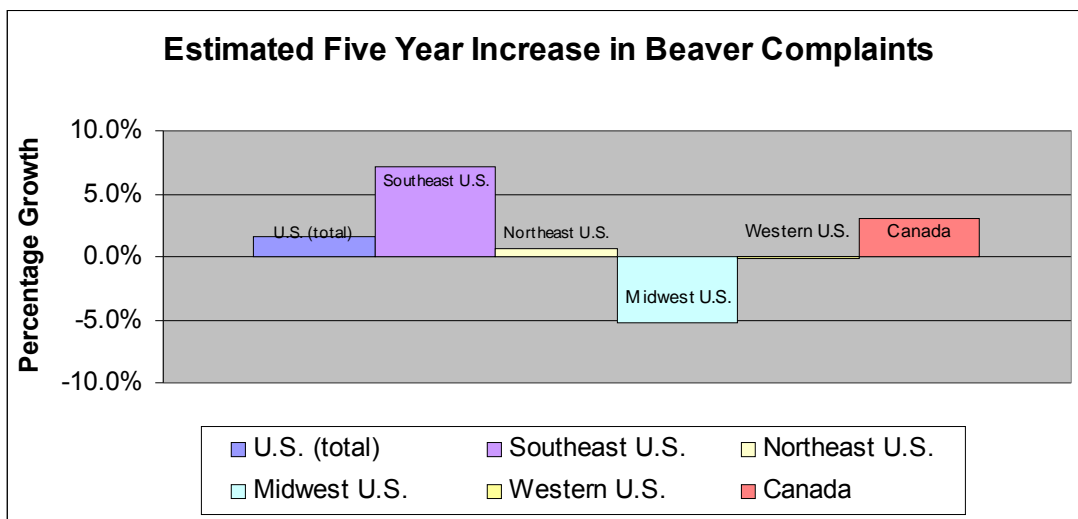 Estimated Five Year Increase in Beaver Complaints
Percentage Growth
10.0%
5.0%
0.0%
-5.0%
-10.0%
Southeast U.S.
U.S. (total)
Northeast U.S.
Western U.S.
Canada
Midwest U.S.
U.S. (total) Southeast U.S. Northeast U.S.
Midwest U.S. Western U.S. Canada